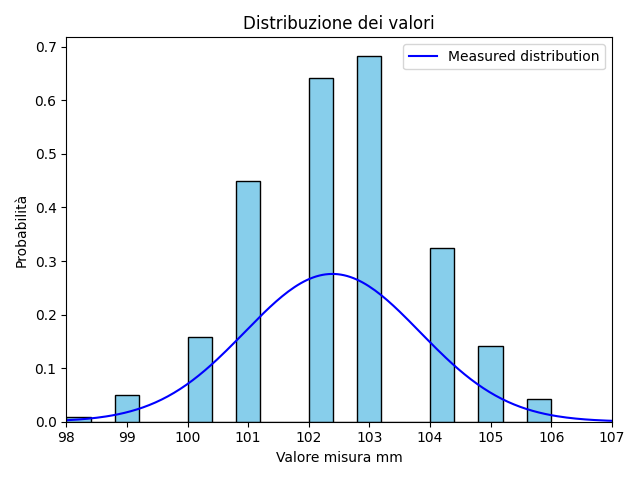 Distribuzione dei valori
Measured distribution
0.7
0.6
0.5
0.4
0.3
0.2
0.1
0.0
Probabilità
98 99 100 101 102 103 104 105 106 107
Valore misura mm